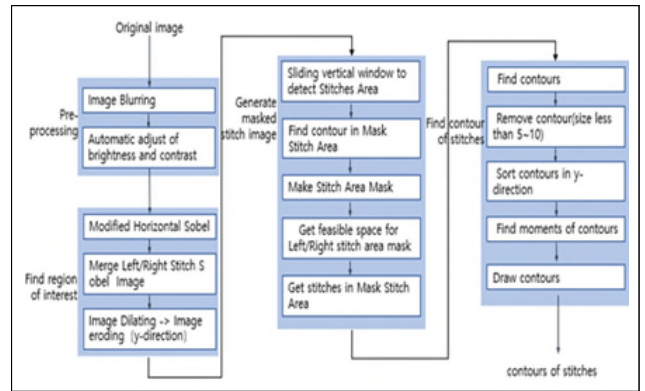 Original image
Pre-
processing
Image Blurring
Automatic adjust of
brightness and contrast
Find region
of interest
Modified Horizontal Sobel
Merge Left/Right Stitch S
obel Image
Image Dilating -> Image
eroding (y-direction)
Generate
masked
stitch image
Sliding vertical window to
detect Stitches Area
Find contour in Mask
Stitch Area
Make Stitch Area Mask
Get feasible space for
Left/Right stitch area mask
Get stitches in Mask Stitch
Area
Find contour
of stitches
Find contours
Remove contour(size less
than 5~10)
Sort contours in y-
direction
Find moments of contours
Draw contours
contours of stitches